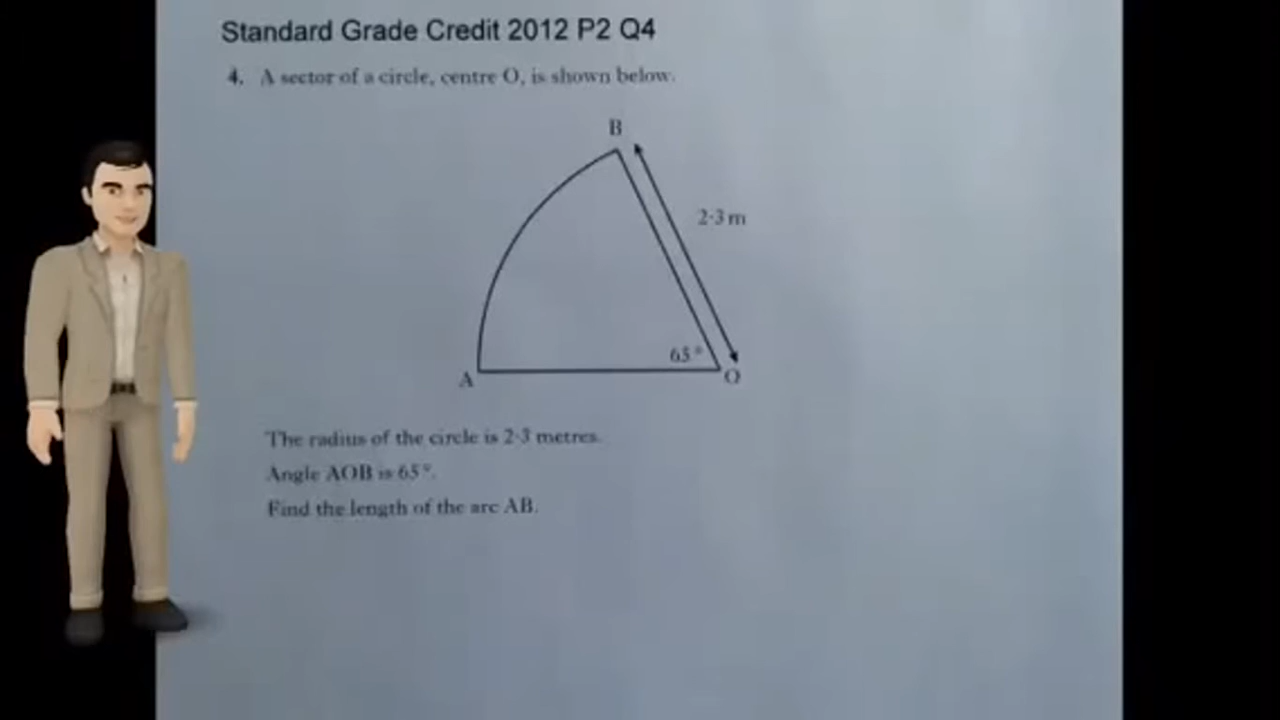 Standard Grade Credit 2012 P2 Q4
4. A sector of a circle, centre O, is shown below.
B
2·3 m
65°
A
O
The radius of the circle is 2·3 metres.
Angle AOB is 65°.
Find the length of the arc AB.